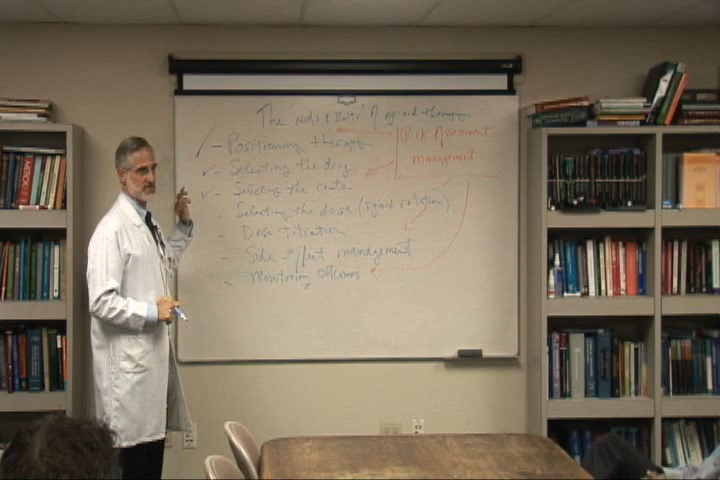 The "Nuts & Bolts" of opioid therapy
- Positioning therapy
- Selecting the drug
- Selecting the route
- Selecting the dose (opioid rotation)
- Dose titration
- Side effect management
- Monitoring outcomes
Risk Assessment
management